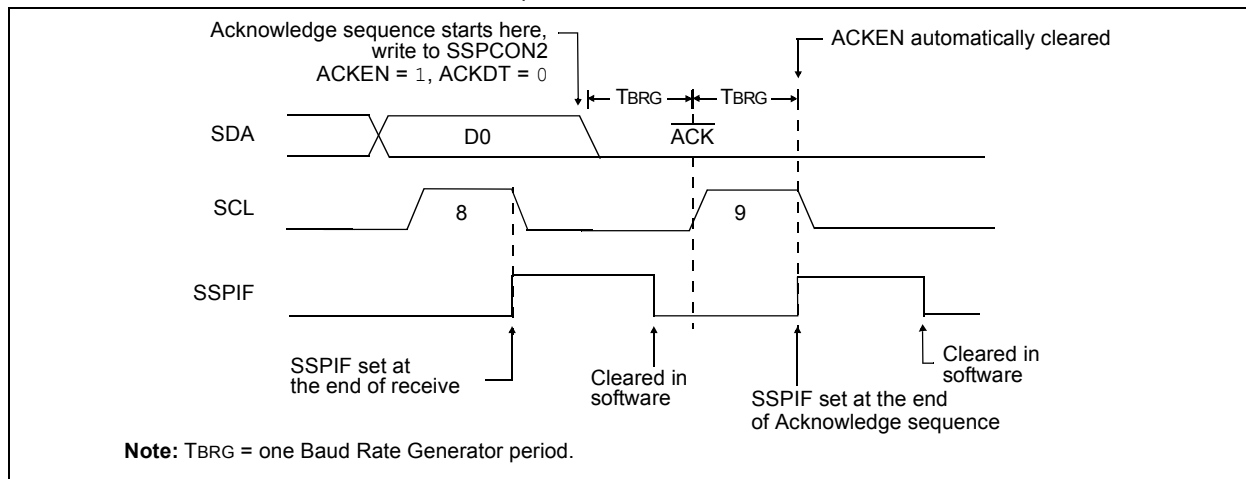 Acknowledge sequence starts here,
write to SSPCON2
ACKEN = 1, ACKDT = 0
ACKEN automatically cleared
TBRG
TBRG
SDA
D0
ACK
SCL
8
9
SSPIF
SSPIF set at
the end of receive
Cleared in
software
SSPIF set at the end
of Acknowledge sequence
Cleared in
software
Note: TBRG = one Baud Rate Generator period.